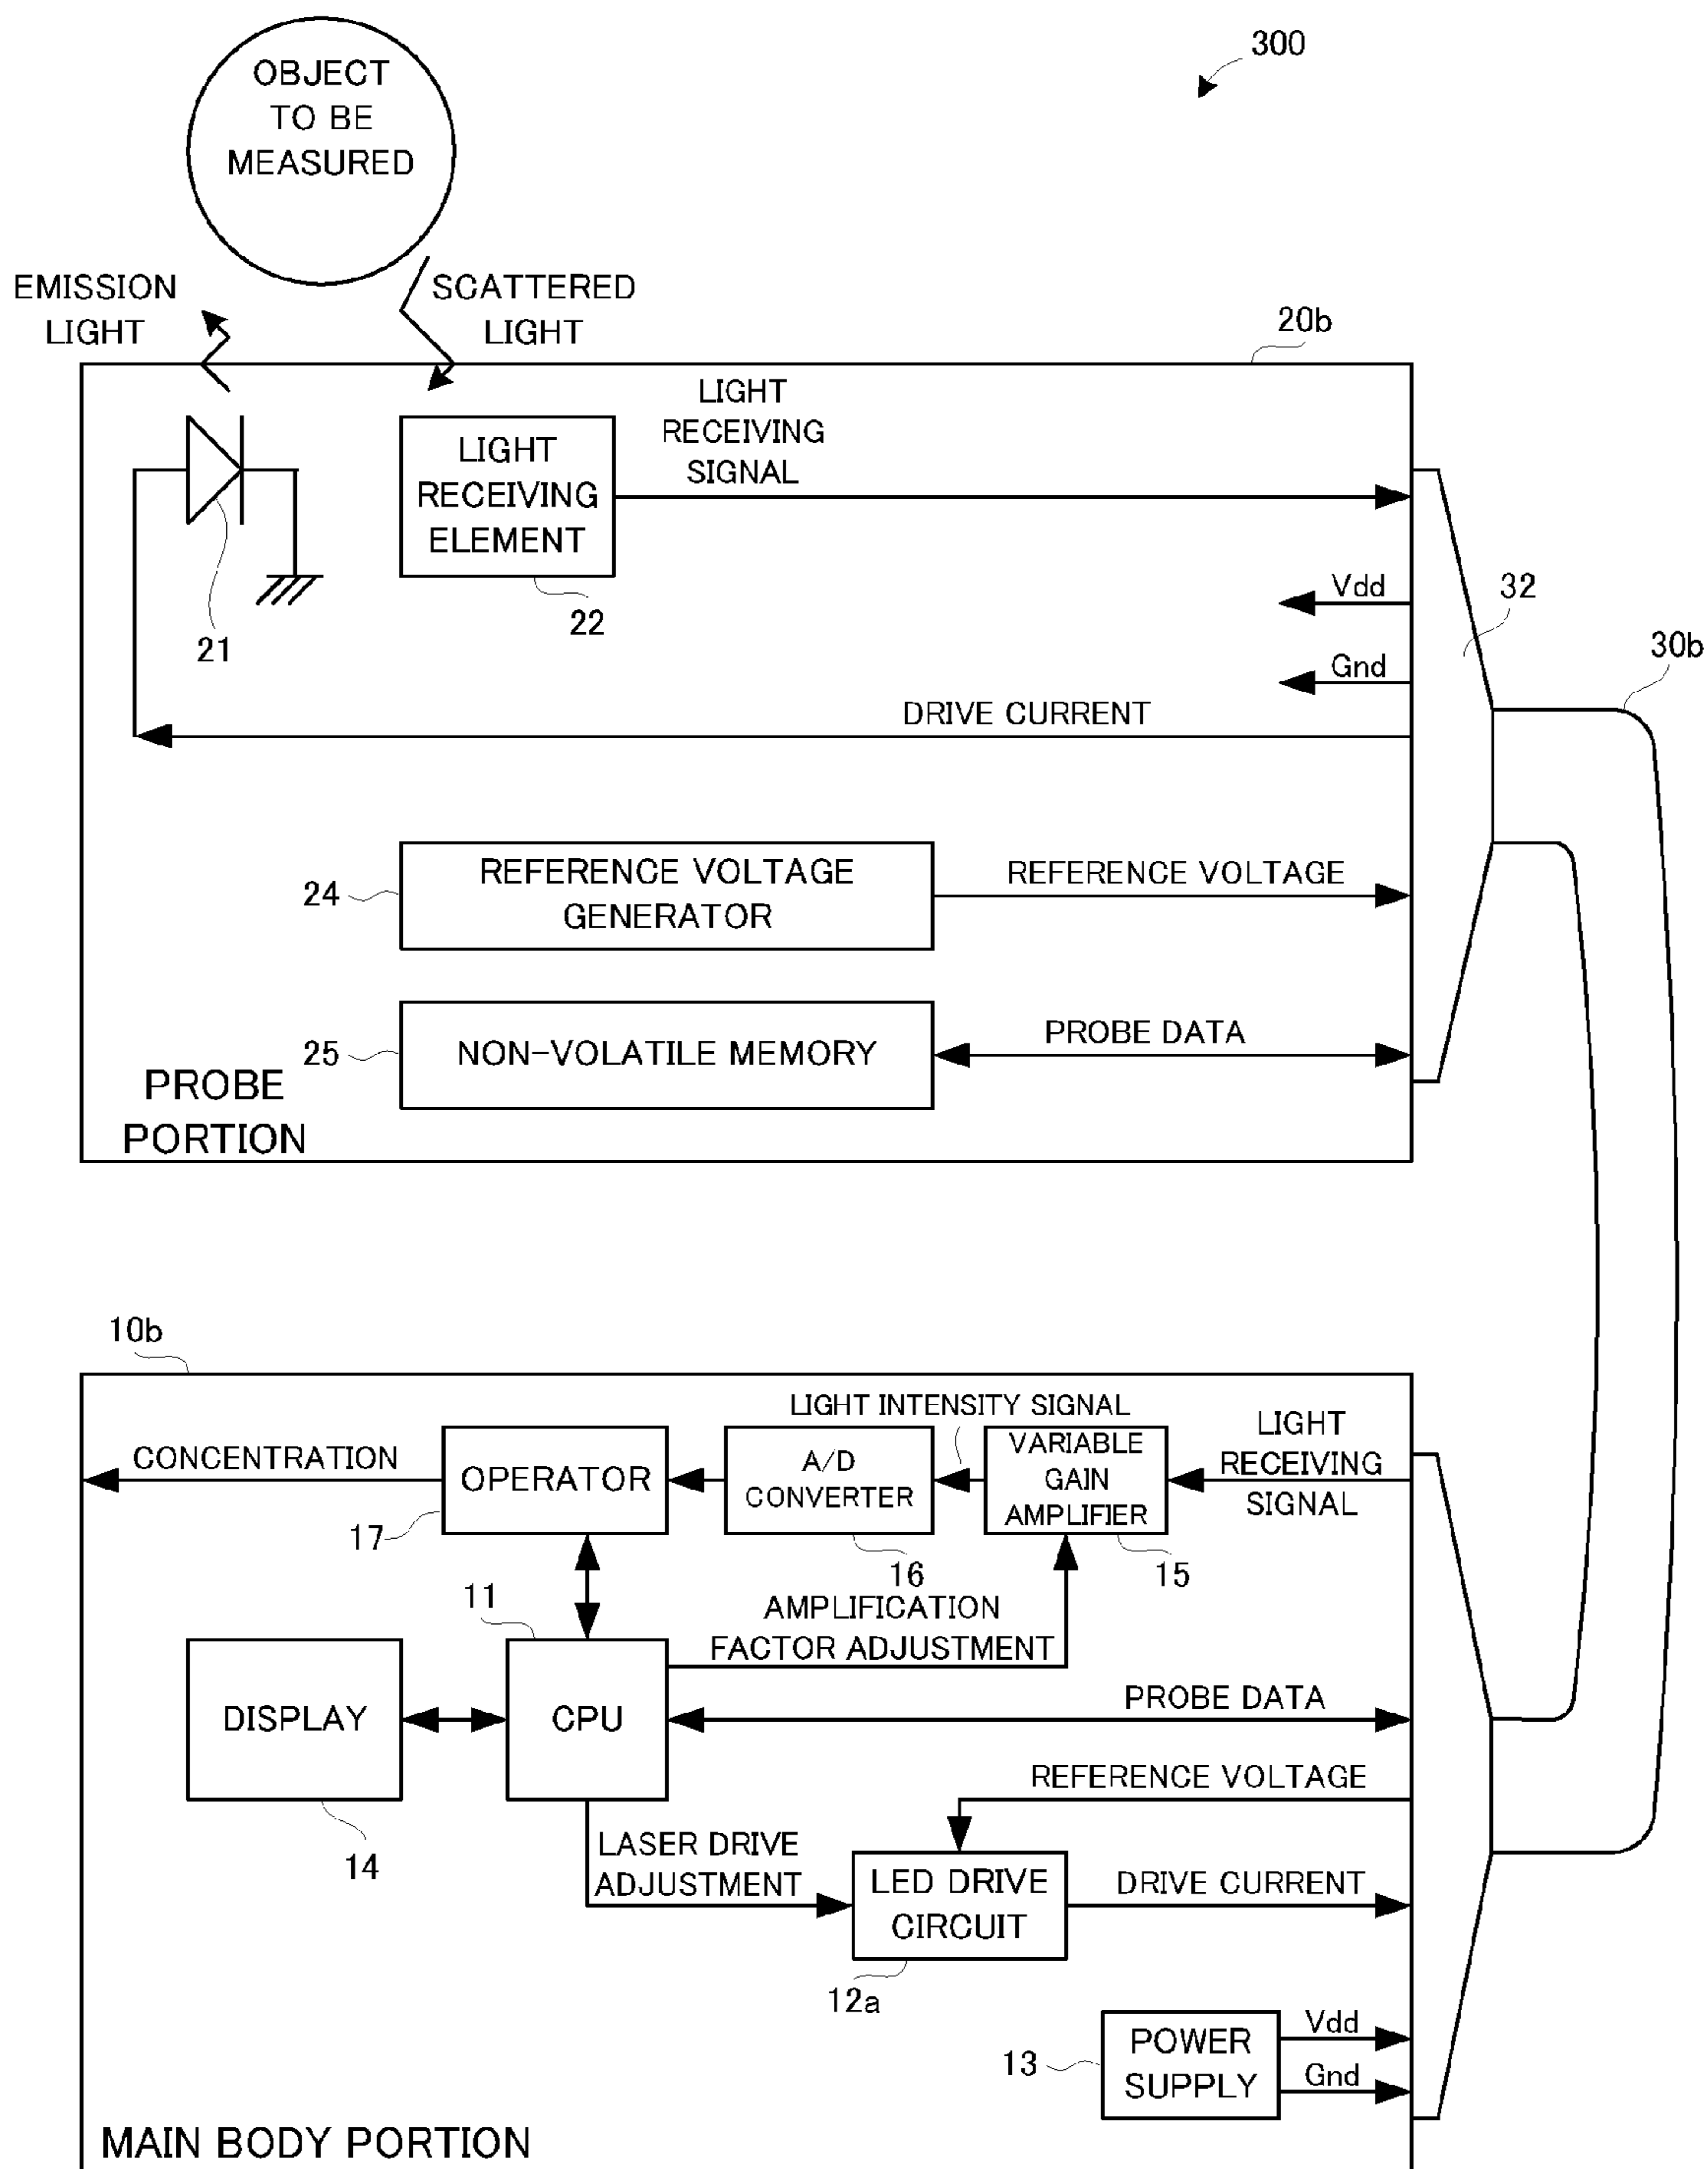 300
OBJECT
TO BE
MEASURED
EMISSION
LIGHT
SCATTERED
LIGHT
20b
LIGHT
RECEIVING
SIGNAL
LIGHT
RECEIVING
ELEMENT
21
22
Vdd
32
Gnd
30b
DRIVE CURRENT
24
REFERENCE VOLTAGE
GENERATOR
REFERENCE VOLTAGE
25
NON-VOLATILE MEMORY
PROBE DATA
PROBE
PORTION
10b
LIGHT INTENSITY SIGNAL
CONCENTRATION
OPERATOR
A/D
CONVERTER
VARIABLE
GAIN
AMPLIFIER
LIGHT
RECEIVING
SIGNAL
17
16
15
11
AMPLIFICATION
FACTOR ADJUSTMENT
DISPLAY
CPU
PROBE DATA
REFERENCE VOLTAGE
14
LASER DRIVE
ADJUSTMENT
LED DRIVE
CIRCUIT
DRIVE CURRENT
12a
13
POWER
SUPPLY
Vdd
Gnd
MAIN BODY PORTION